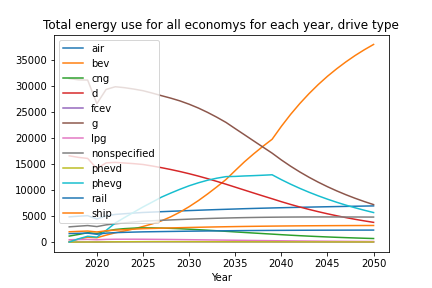 Total energy use for all economys for each year, drive type
35000
30000
25000
20000
15000
10000
5000
0
air
bev
cng
d
fcev
g
lpg
nonspecified
phevd
phevg
rail
ship
2020
2025
2030
2035
2040
2045
2050
Year